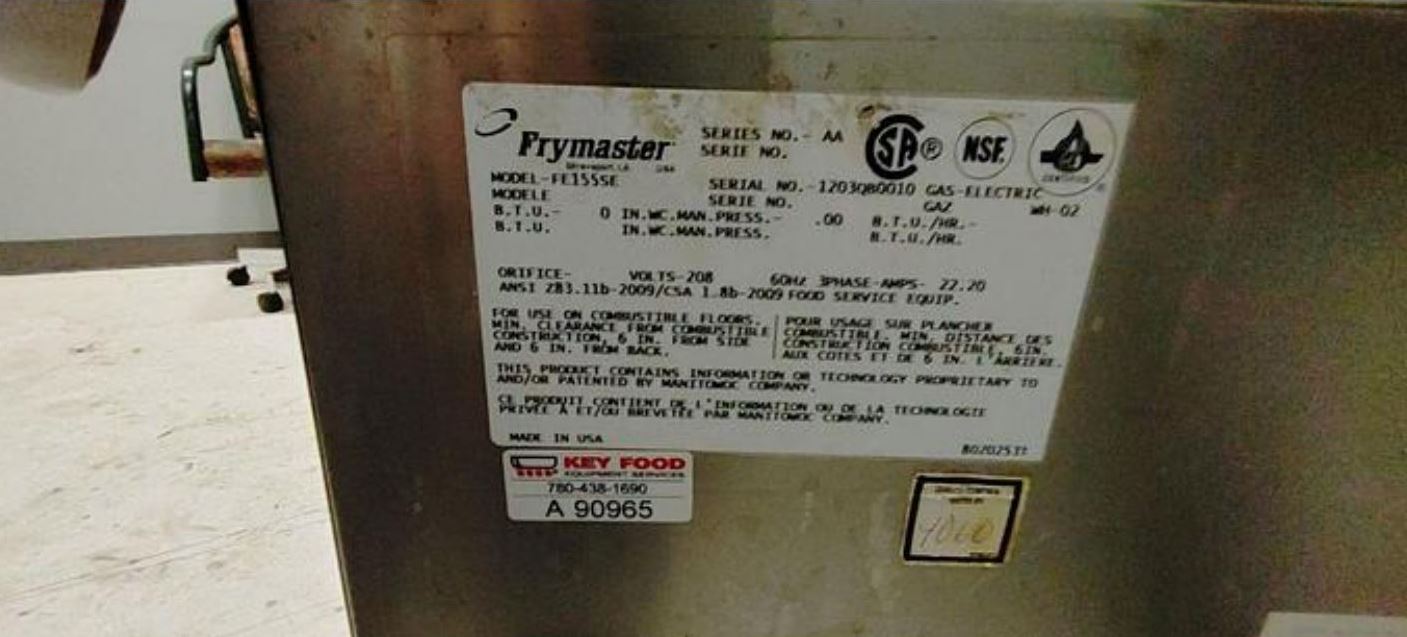 Frymaster
SERIES NO.- AA
SERIE NO.
CSA®
NSF®
CERTIFIED
MODEL-FE155SE
MODELE
SERIAL NO.-1203QB0010 GAS-ELECTRIC
SERIE NO. GAZ WH-02
B.T.U.- 0 IN.WC.MAN.PRESS.- .00 B.T.U./HR.-
B.T.U. IN.WC.MAN.PRESS. B.T.U./HR.
ORIFICE- VOLTS-208 60HZ 3PHASE-AMPS- 22.20
ANSI Z83.11b-2009/CSA 1.8b-2009 FOOD SERVICE EQUIP.
FOR USE ON COMBUSTIBLE FLOORS.
MIN. CLEARANCE FROM COMBUSTIBLE
CONSTRUCTION, 6 IN. FROM SIDE
AND 6 IN. FROM BACK.
POUR USAGE SUR PLANCHER
COMBUSTIBLE. MIN. DISTANCE DES
CONSTRUCTION COMBUSTIBLE, 6IN.
AUX COTES ET DE 6 IN. L'ARRIERE.
THIS PRODUCT CONTAINS INFORMATION OR TECHNOLOGY PROPRIETARY TO
AND/OR PATENTED BY MANITOWOC COMPANY.
CE PRODUIT CONTIENT DE L'INFORMATION OU DE LA TECHNOLOGIE
PRIVÉE À ET/OU BREVETÉE PAR MANITOWOC COMPANY.
MADE IN USA
KEY FOOD
EQUIPMENT SERVICES
780-438-1690
A 90965